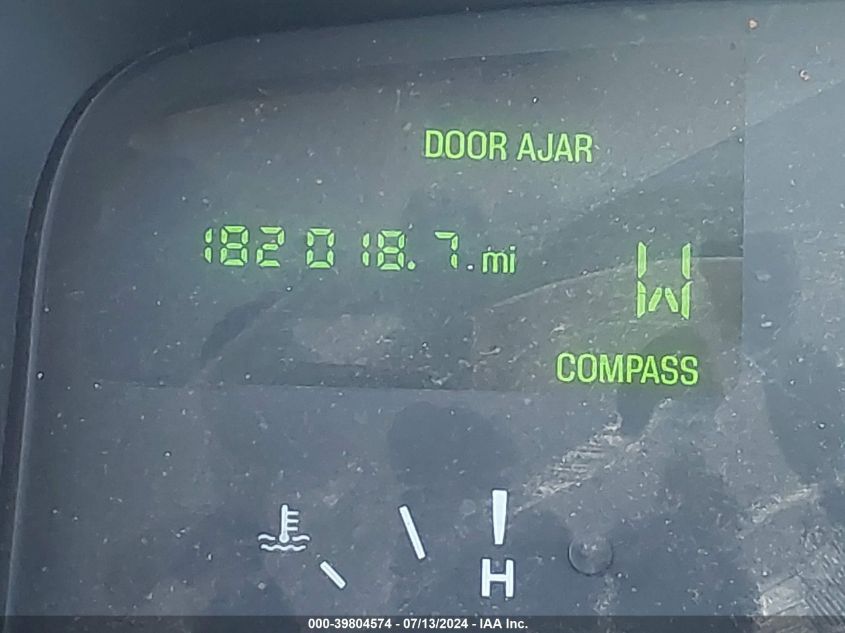 DOOR AJAR
182018.7 mi
W
COMPASS
H
000-39804574 - 07/13/2024 - IAA Inc.